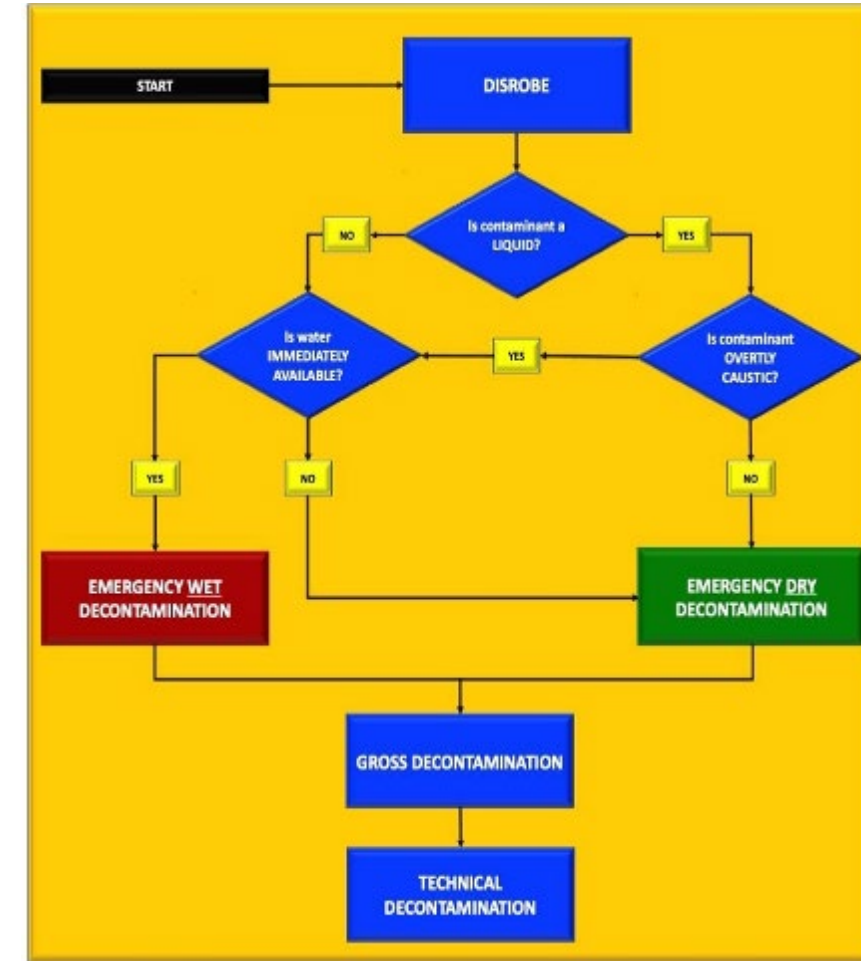 START
DISROBE
Is contaminant a
LIQUID?
NO
YES
Is water
IMMEDIATELY
AVAILABLE?
YES
Is contaminant
OVERTLY
CAUSTIC?
YES
NO
NO
EMERGENCY WET
DECONTAMINATION
EMERGENCY DRY
DECONTAMINATION
GROSS DECONTAMINATION
TECHNICAL
DECONTAMINATION